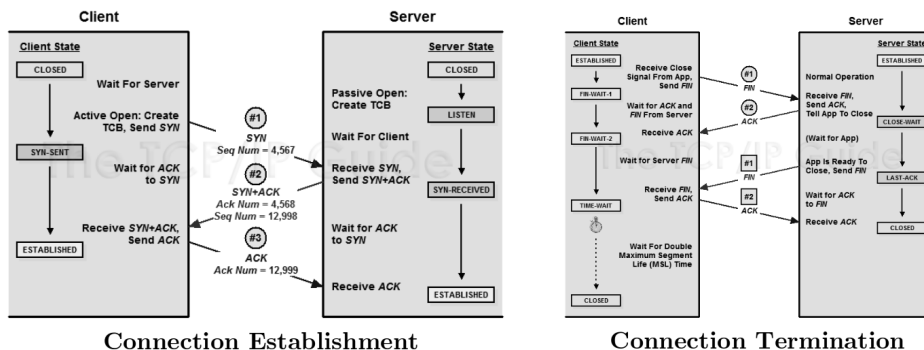 Client
Server
Client State
Server State
CLOSED
CLOSED
Wait For Server
Passive Open:
Create TCB
Active Open: Create
TCB, Send SYN
#1
SYN
Seq Num = 4,567
LISTEN
Wait For Client
SYN-SENT
Receive SYN,
Send SYN+ACK
Wait for ACK
to SYN
#2
SYN+ACK
Ack Num = 4,568
Seq Num = 12,998
SYN-RECEIVED
Receive SYN+ACK,
Send ACK
#3
ACK
Ack Num = 12,999
Wait for ACK
to SYN
ESTABLISHED
Receive ACK
ESTABLISHED
The TCP/IP Guide
Connection Establishment
Client
Server
Client State
Server State
ESTABLISHED
ESTABLISHED
Receive Close
Signal From App,
Send FIN
#1
FIN
Normal Operation
FIN-WAIT-1
Receive FIN,
Send ACK,
Tell App To Close
Wait for ACK and
FIN From Server
#2
ACK
CLOSE-WAIT
Receive ACK
FIN-WAIT-2
(Wait for App)
Wait for Server FIN
#1
FIN
App Is Ready To
Close, Send FIN
LAST-ACK
Receive FIN,
Send ACK
#2
ACK
Wait for ACK
to FIN
TIME-WAIT
Receive ACK
CLOSED
Wait For Double
Maximum Segment
Life (MSL) Time
CLOSED
The TCP/IP Guide
Connection Termination